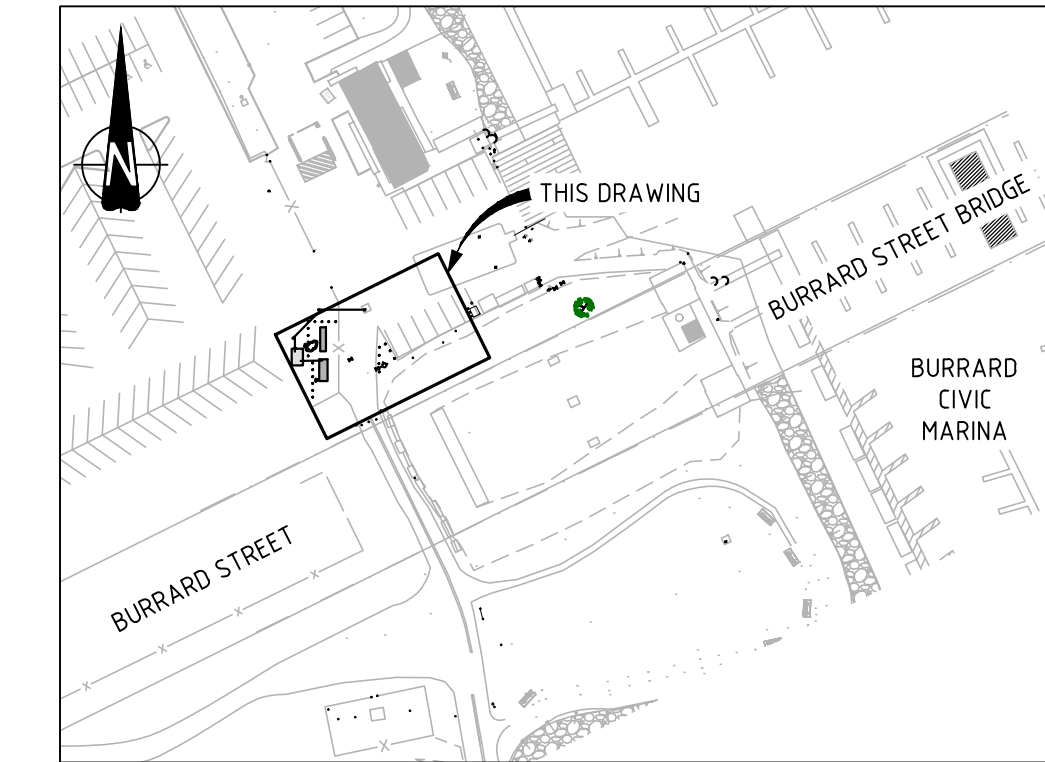 N
THIS DRAWING
BURRARD STREET BRIDGE
BURRARD
CIVIC
MARINA
BURRARD STREET